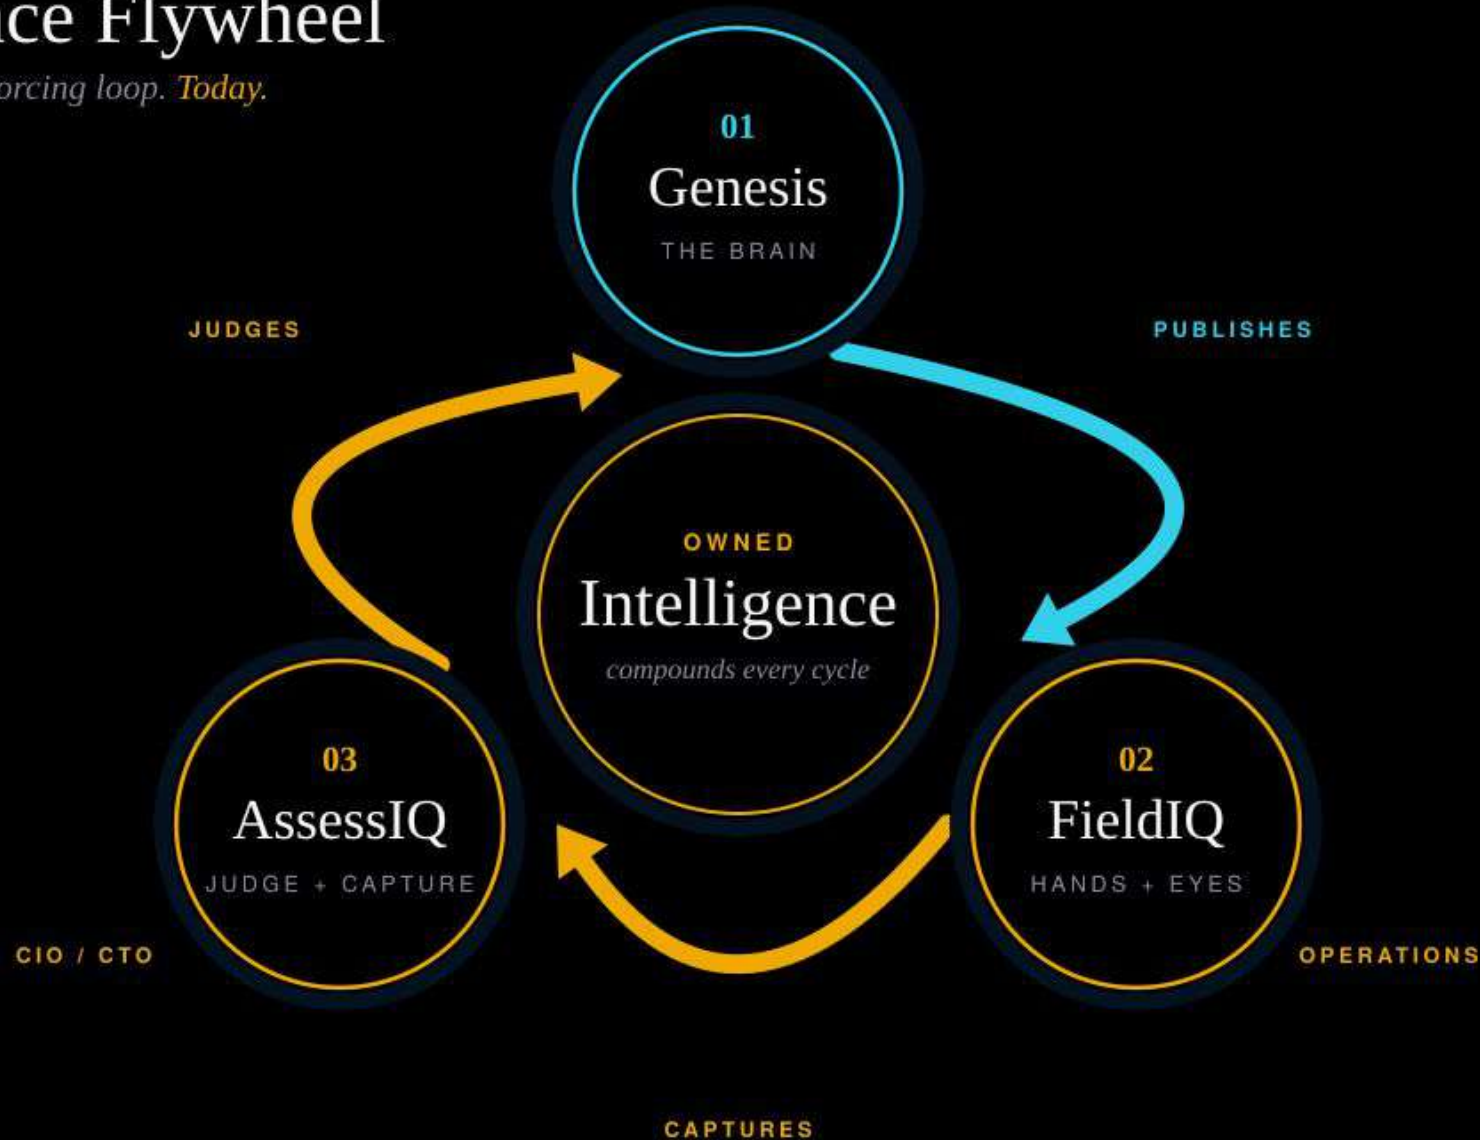 ce Flywheel
orcing loop. Today.
01
Genesis
THE BRAIN
JUDGES
PUBLISHES
OWNED
Intelligence
compounds every cycle
03
AssessIQ
JUDGE + CAPTURE
02
FieldIQ
HANDS + EYES
CIO / CTO
OPERATIONS
CAPTURES